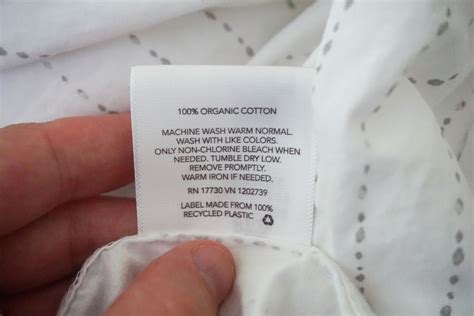 100% ORGANIC COTTON
MACHINE WASH WARM NORMAL.
WASH WITH LIKE COLORS.
ONLY NON-CHLORINE BLEACH WHEN
NEEDED. TUMBLE DRY LOW.
REMOVE PROMPTLY.
WARM IRON IF NEEDED.
RN 17730 VN 1202739
LABEL MADE FROM 100%
RECYCLED PLASTIC